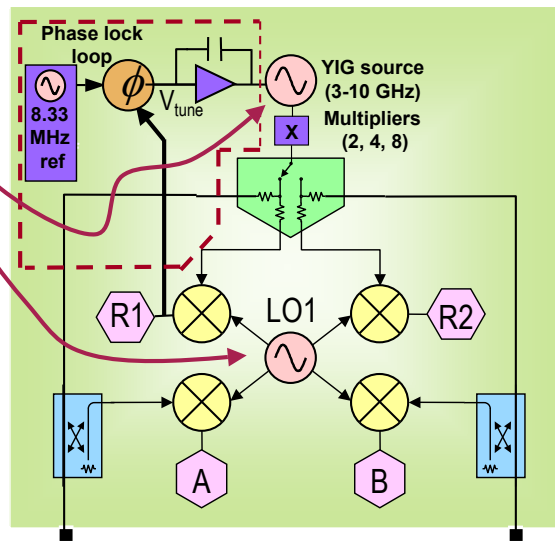 Phase lock
loop
ϕ
8.33
MHz
ref
V_tune
YIG source
(3-10 GHz)
Multipliers
(2, 4, 8)
x
R1
LO1
R2
A
B